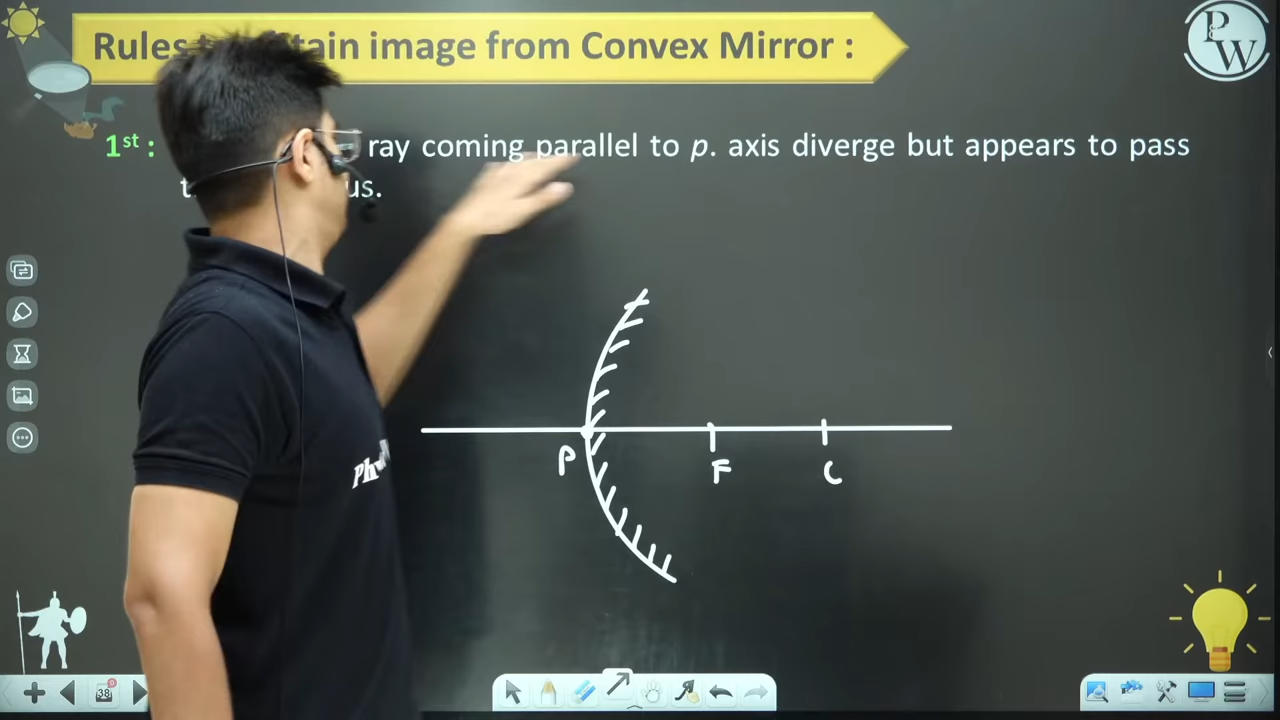 Rules tain image from Convex Mirror :
PW
1st : ray coming parallel to p. axis diverge but appears to pass
us.
P
F
C
38